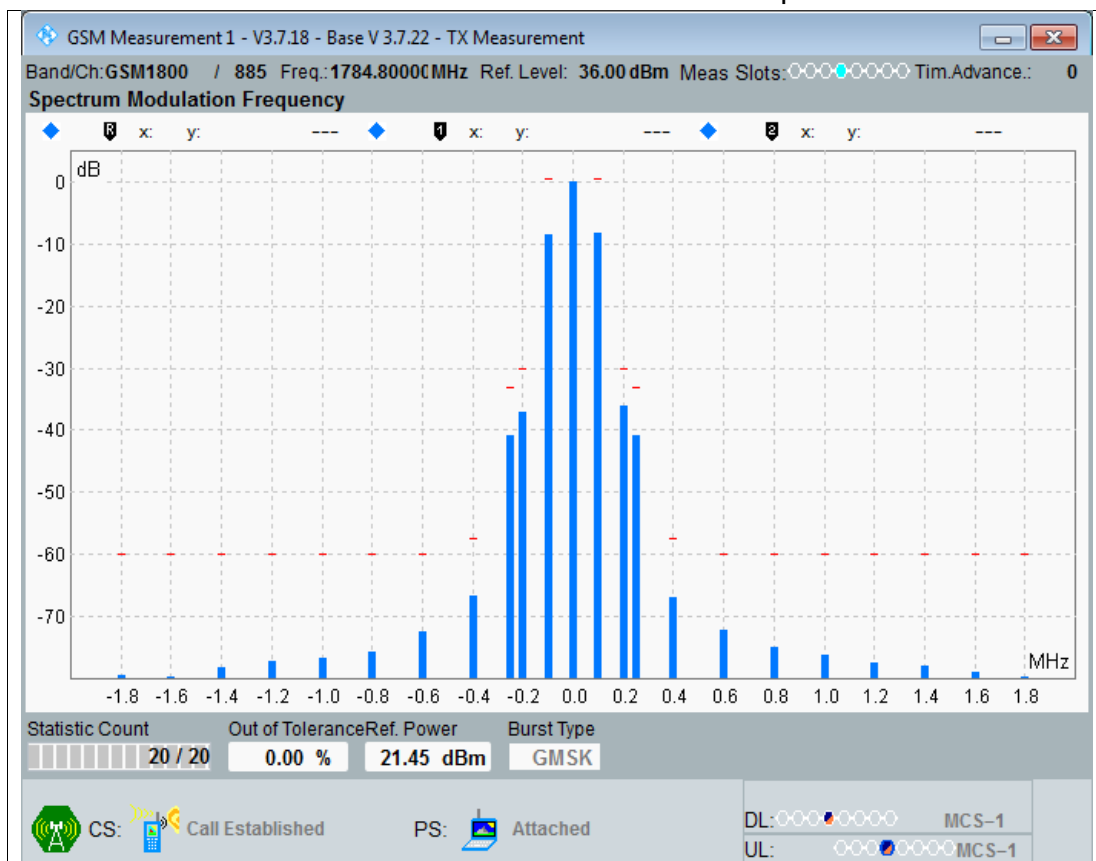 GSM Measurement 1 - V3.7.18 - Base V 3.7.22 - TX Measurement
Band/Ch:GSM1800 / 885 Freq.:1784.80000MHz Ref. Level: 36.00 dBm Meas Slots: Tim.Advance.: 0
Spectrum Modulation Frequency
R x: y: --- 1 x: y: --- 2 x: y: ---
dB
0
-10
-20
-30
-40
-50
-60
-70
MHz
-1.8 -1.6 -1.4 -1.2 -1.0 -0.8 -0.6 -0.4 -0.2 0.0 0.2 0.4 0.6 0.8 1.0 1.2 1.4 1.6 1.8
Statistic Count Out of Tolerance Ref. Power Burst Type
20 / 20 0.00 % 21.45 dBm GMSK
CS: Call Established PS: Attached
DL: MCS-1
UL: MCS-1